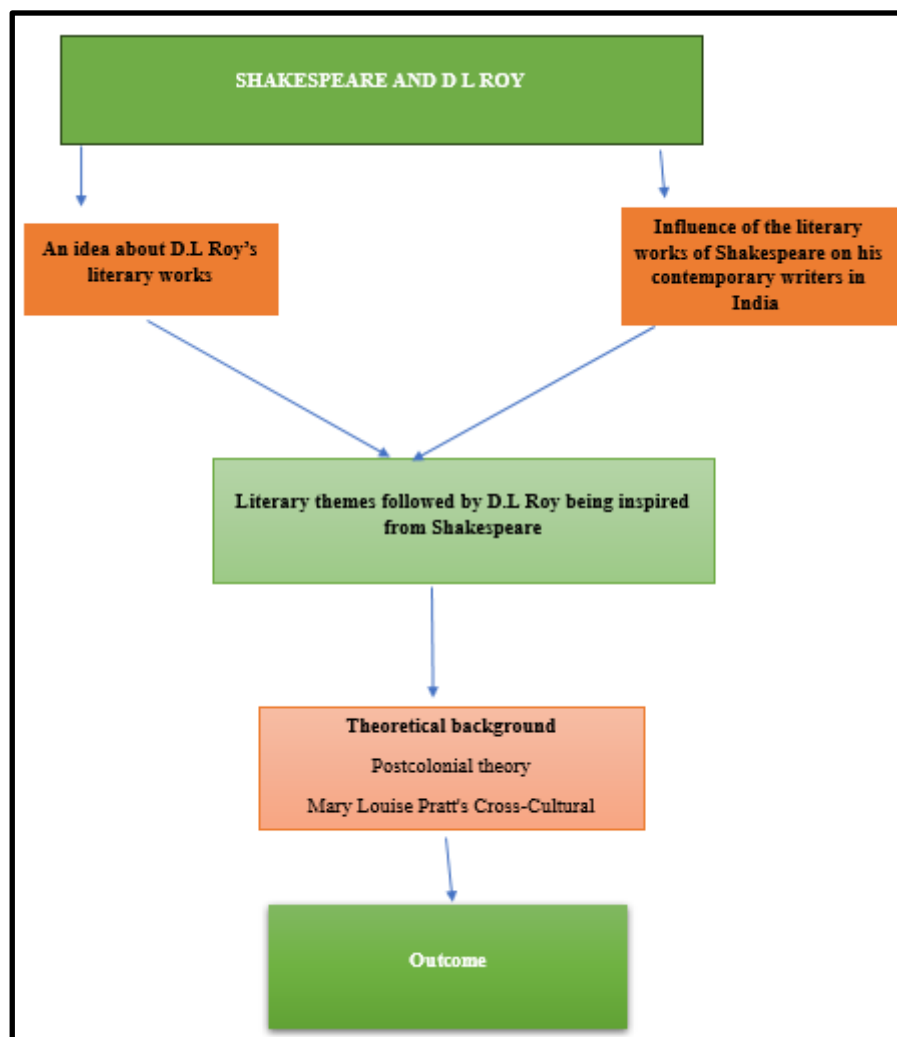 SHAKESPEARE AND D L ROY
An idea about D.L Roy’s
literary works
Influence of the literary
works of Shakespeare on his
contemporary writers in
India
Literary themes followed by D.L Roy being inspired
from Shakespeare
Theoretical background
Postcolonial theory
Mary Louise Pratt's Cross-Cultural
Outcome